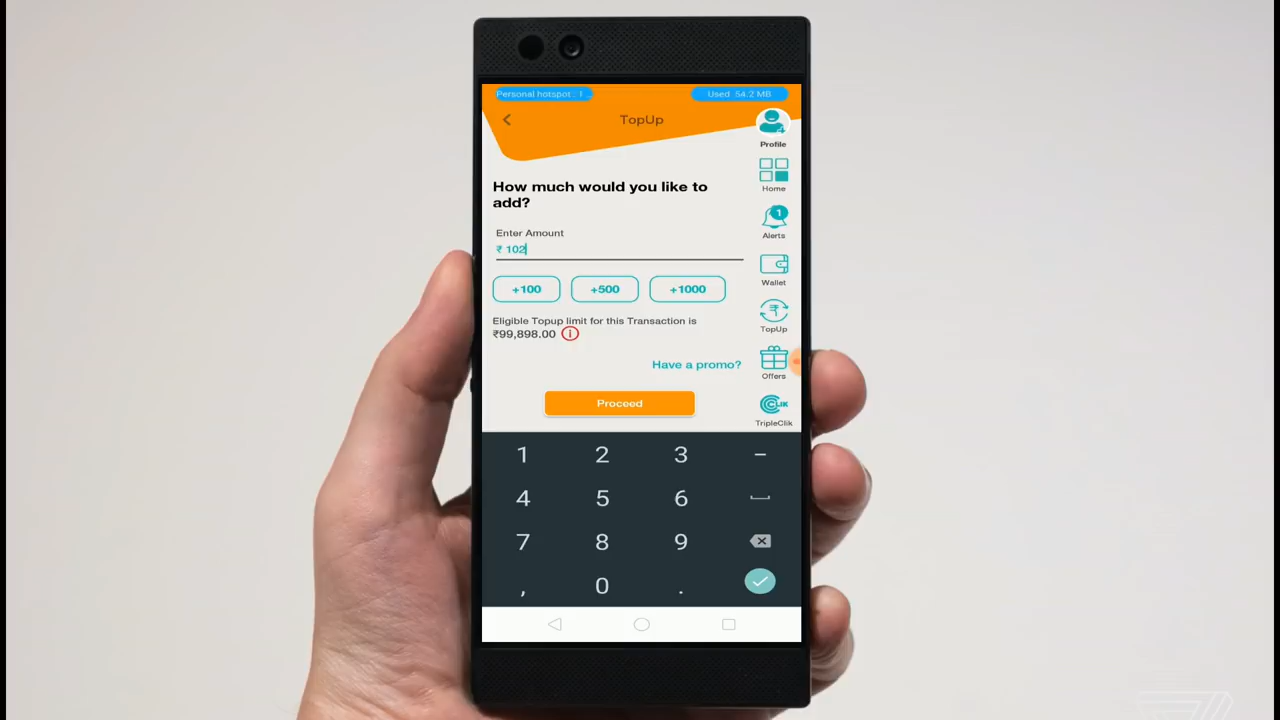 Personal hotspot : 1
Used 54.2 MB
TopUp
Profile
How much would you like to
add?
Home
Enter Amount
₹ 102
1
Alerts
+100
+500
+1000
Wallet
Eligible Topup limit for this Transaction is
₹99,898.00
TopUp
Have a promo?
Offers
Proceed
CLIK
TripleClik
1 2 3 –
4 5 6
7 8 9
, 0 .